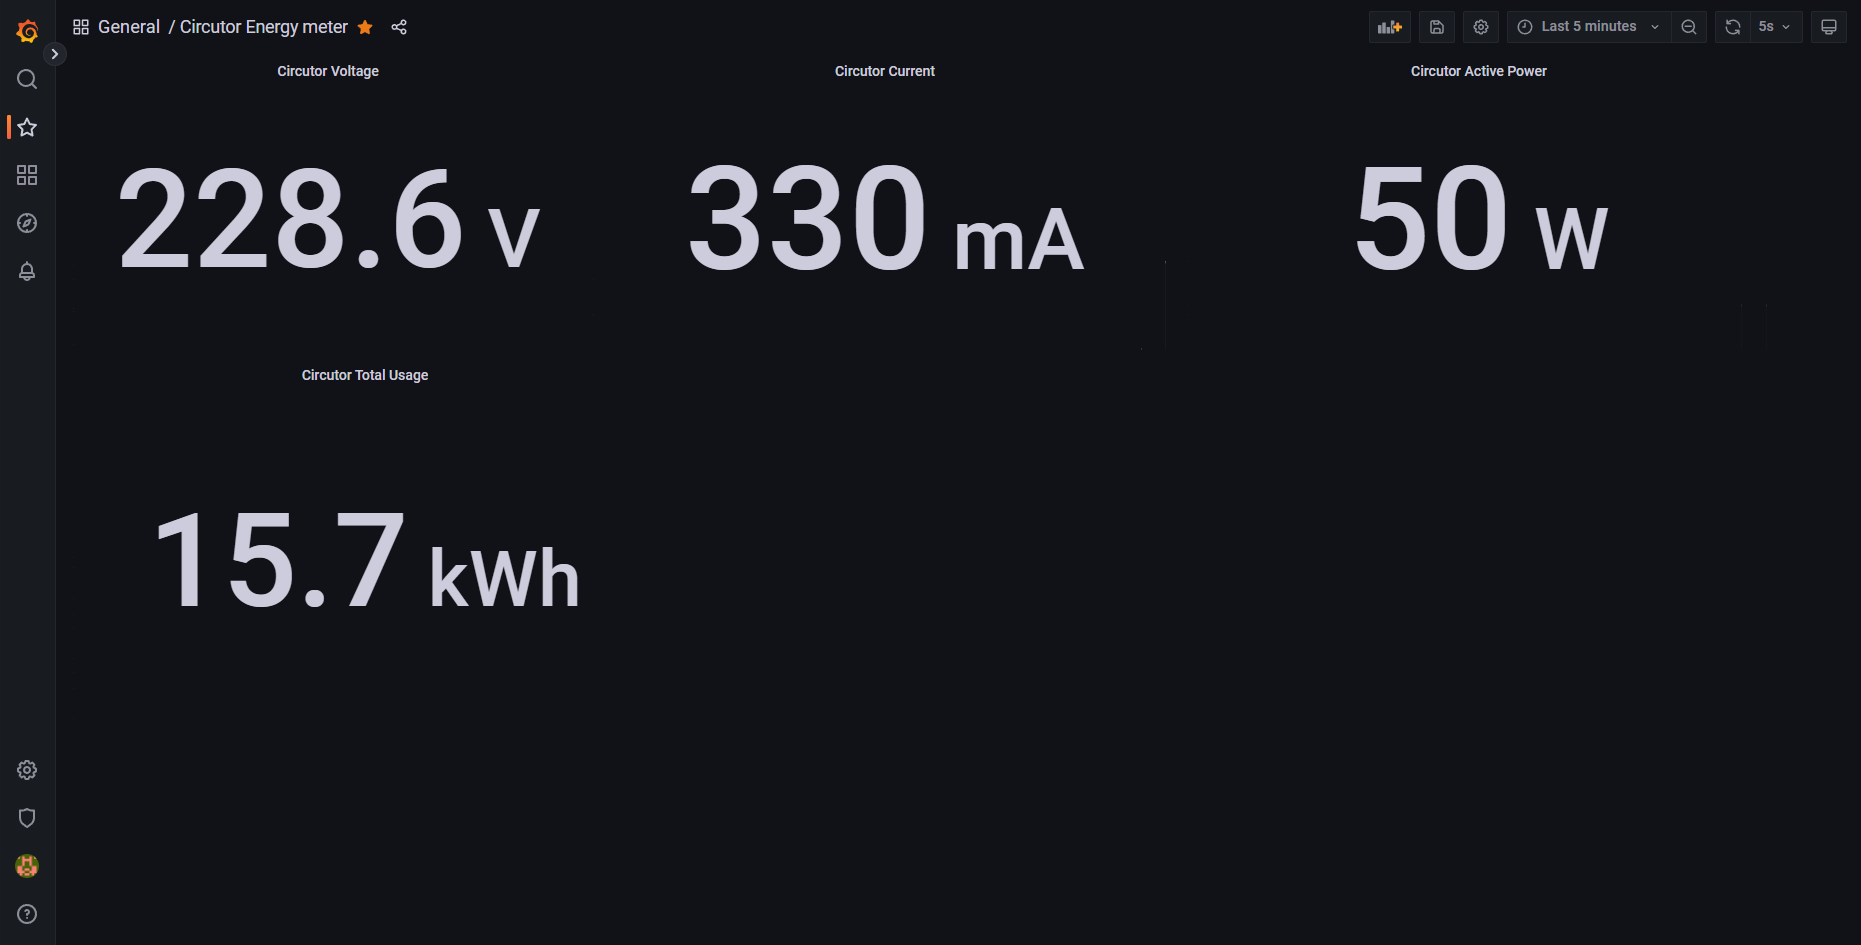 General / Circutor Energy meter
Last 5 minutes
5s
Circutor Voltage
228.6 V
Circutor Current
330 mA
Circutor Active Power
50 W
Circutor Total Usage
15.7 kWh